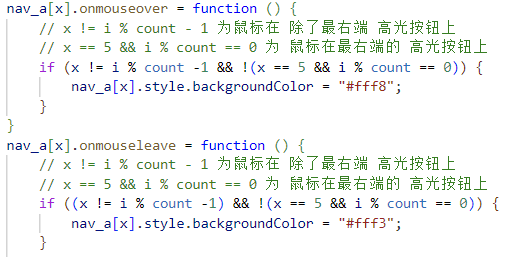 nav_a[x].onmouseover = function () {
// x != i % count - 1 为鼠标在 除了最右端 高光按钮上
// x == 5 && i % count == 0 为 鼠标在最右端的 高光按钮上
if (x != i % count -1 && !(x == 5 && i % count == 0)) {
nav_a[x].style.backgroundColor = "#fff8";
}
}
nav_a[x].onmouseleave = function () {
// x != i % count - 1 为鼠标在 除了最右端 高光按钮上
// x == 5 && i % count == 0 为 鼠标在最右端的 高光按钮上
if ((x != i % count -1) && !(x == 5 && i % count == 0)) {
nav_a[x].style.backgroundColor = "#fff3";
}